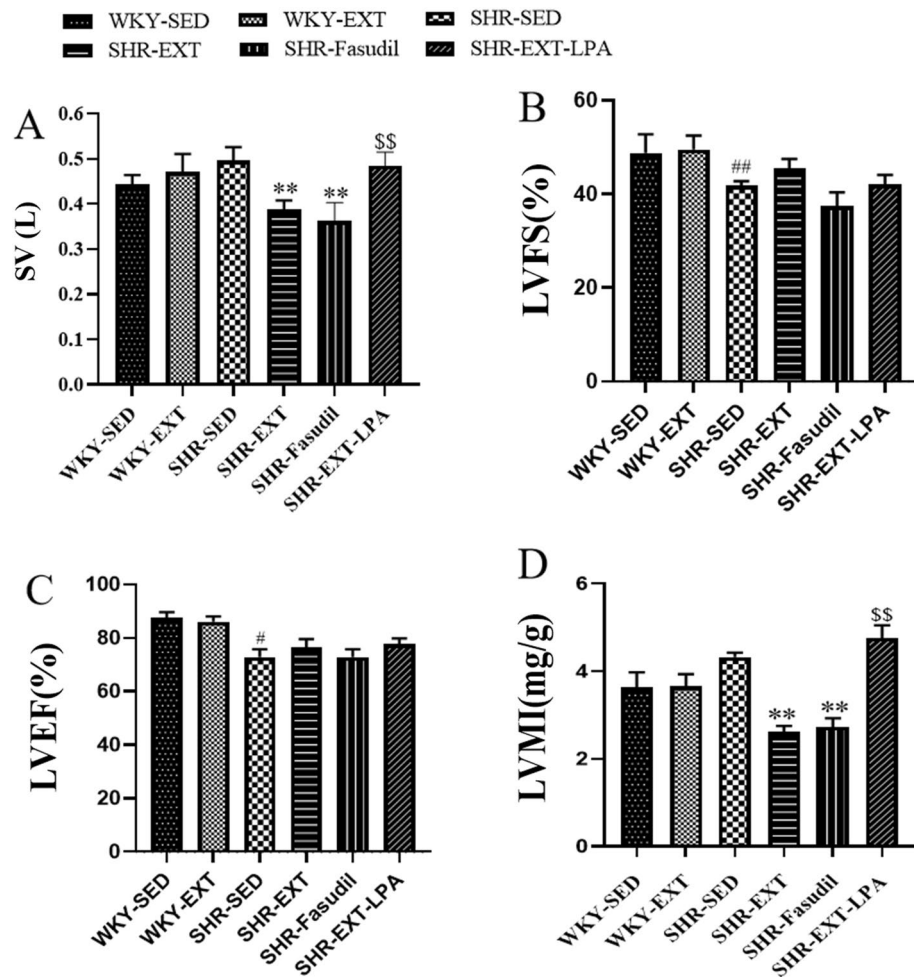 WKY-SED WKY-EXT SHR-SED
SHR-EXT SHR-Fasudil SHR-EXT-LPA
A
SV (L)
0.6
0.5
0.4
0.3
0.2
0.1
0.0
** ** $$
WKY-SED
WKY-EXT
SHR-SED
SHR-EXT
SHR-Fasudil
SHR-EXT-LPA
B
LVFS(%)
60
40
20
0
##
WKY-SED
WKY-EXT
SHR-SED
SHR-EXT
SHR-Fasudil
SHR-EXT-LPA
C
LVEF(%)
100
80
60
40
20
0
#
WKY-SED
WKY-EXT
SHR-SED
SHR-EXT
SHR-Fasudil
SHR-EXT-LPA
D
LVMI(mg/g)
6
4
2
0
** ** $$
WKY-SED
WKY-EXT
SHR-SED
SHR-EXT
SHR-Fasudil
SHR-EXT-LPA